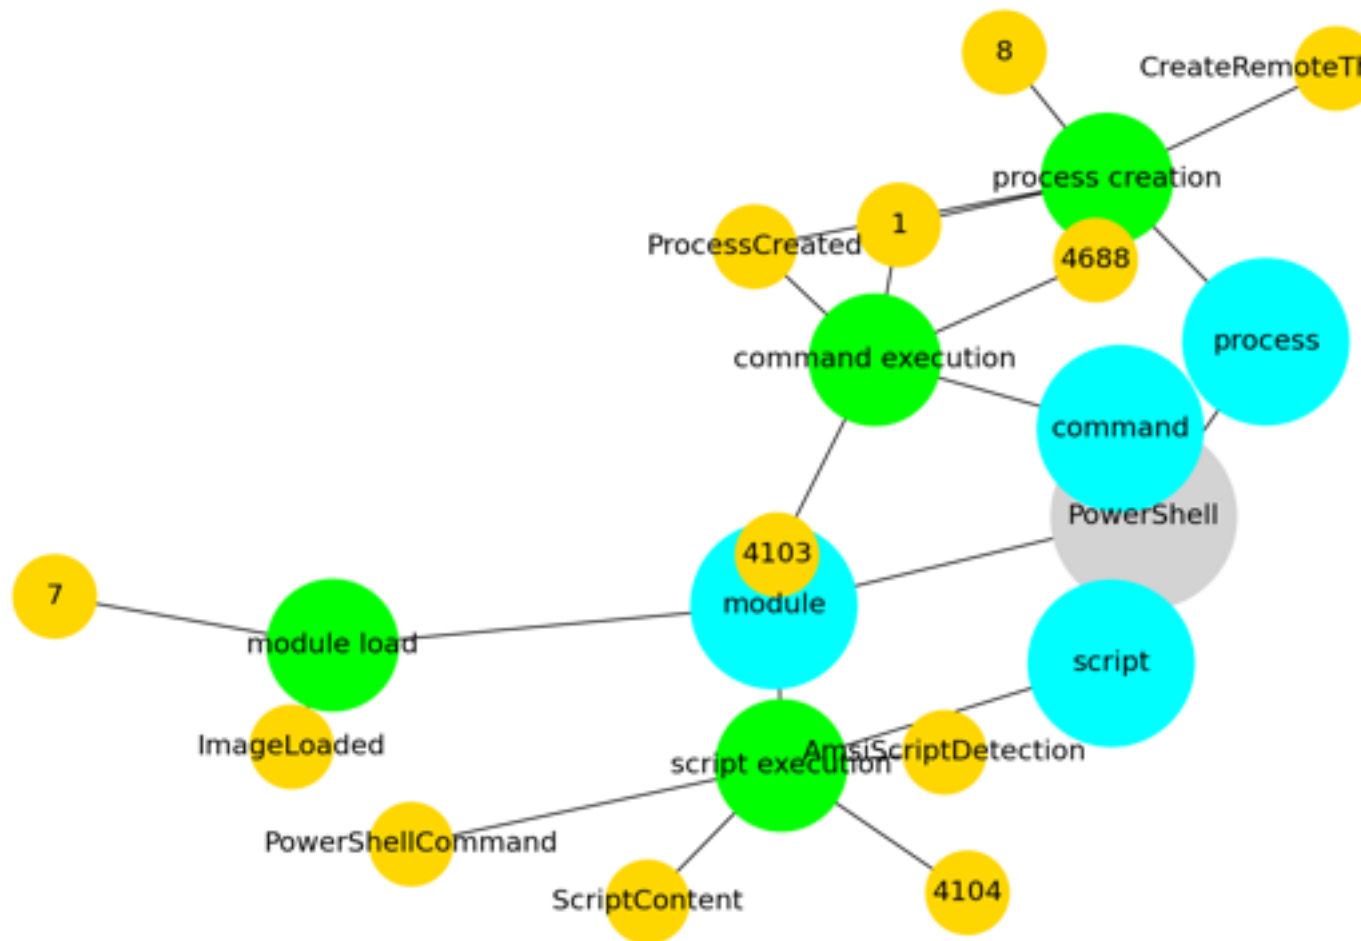 8
CreateRemoteTh
process creation
1
ProcessCreated
4688
process
command execution
command
PowerShell
4103
7
module
module load
script
ImageLoaded
AmsiScriptDetection
script execution
PowerShellCommand
4104
ScriptContent